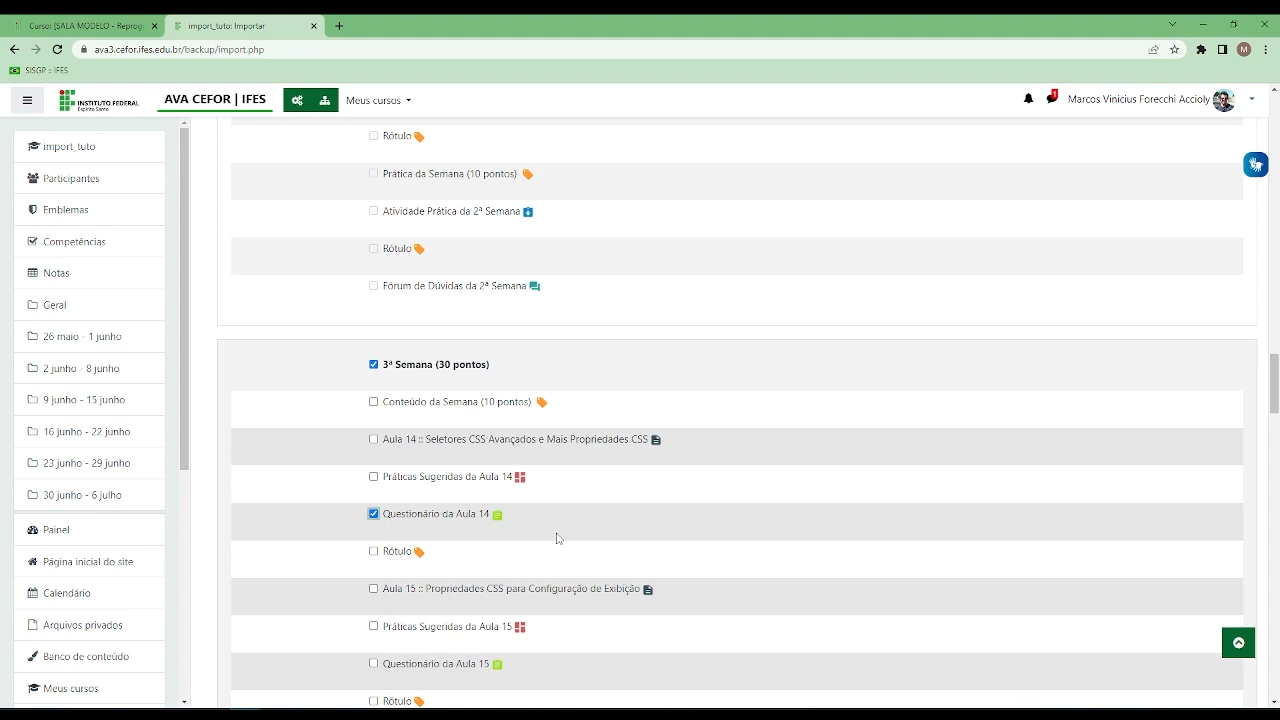 Curso: [SALA MODELO - Reprog
import_tuto: Importar
ava3.cefor.ifes.edu.br/backup/import.php
M
SISGP :: IFES
INSTITUTO FEDERAL
Espírito Santo
AVA CEFOR | IFES
Meus cursos
1
Marcos Vinicius Forecchi Accioly
import_tuto
Participantes
Emblemas
Competências
Notas
Geral
26 maio - 1 junho
2 junho - 8 junho
9 junho - 15 junho
16 junho - 22 junho
23 junho - 29 junho
30 junho - 6 julho
Painel
Página inicial do site
Calendário
Arquivos privados
Banco de conteúdo
Meus cursos
Rótulo
Prática da Semana (10 pontos)
Atividade Prática da 2ª Semana
Rótulo
Fórum de Dúvidas da 2ª Semana
3ª Semana (30 pontos)
Conteúdo da Semana (10 pontos)
Aula 14 :: Seletores CSS Avançados e Mais Propriedades CSS
Práticas Sugeridas da Aula 14
Questionário da Aula 14
Rótulo
Aula 15 :: Propriedades CSS para Configuração de Exibição
Práticas Sugeridas da Aula 15
Questionário da Aula 15
Rótulo